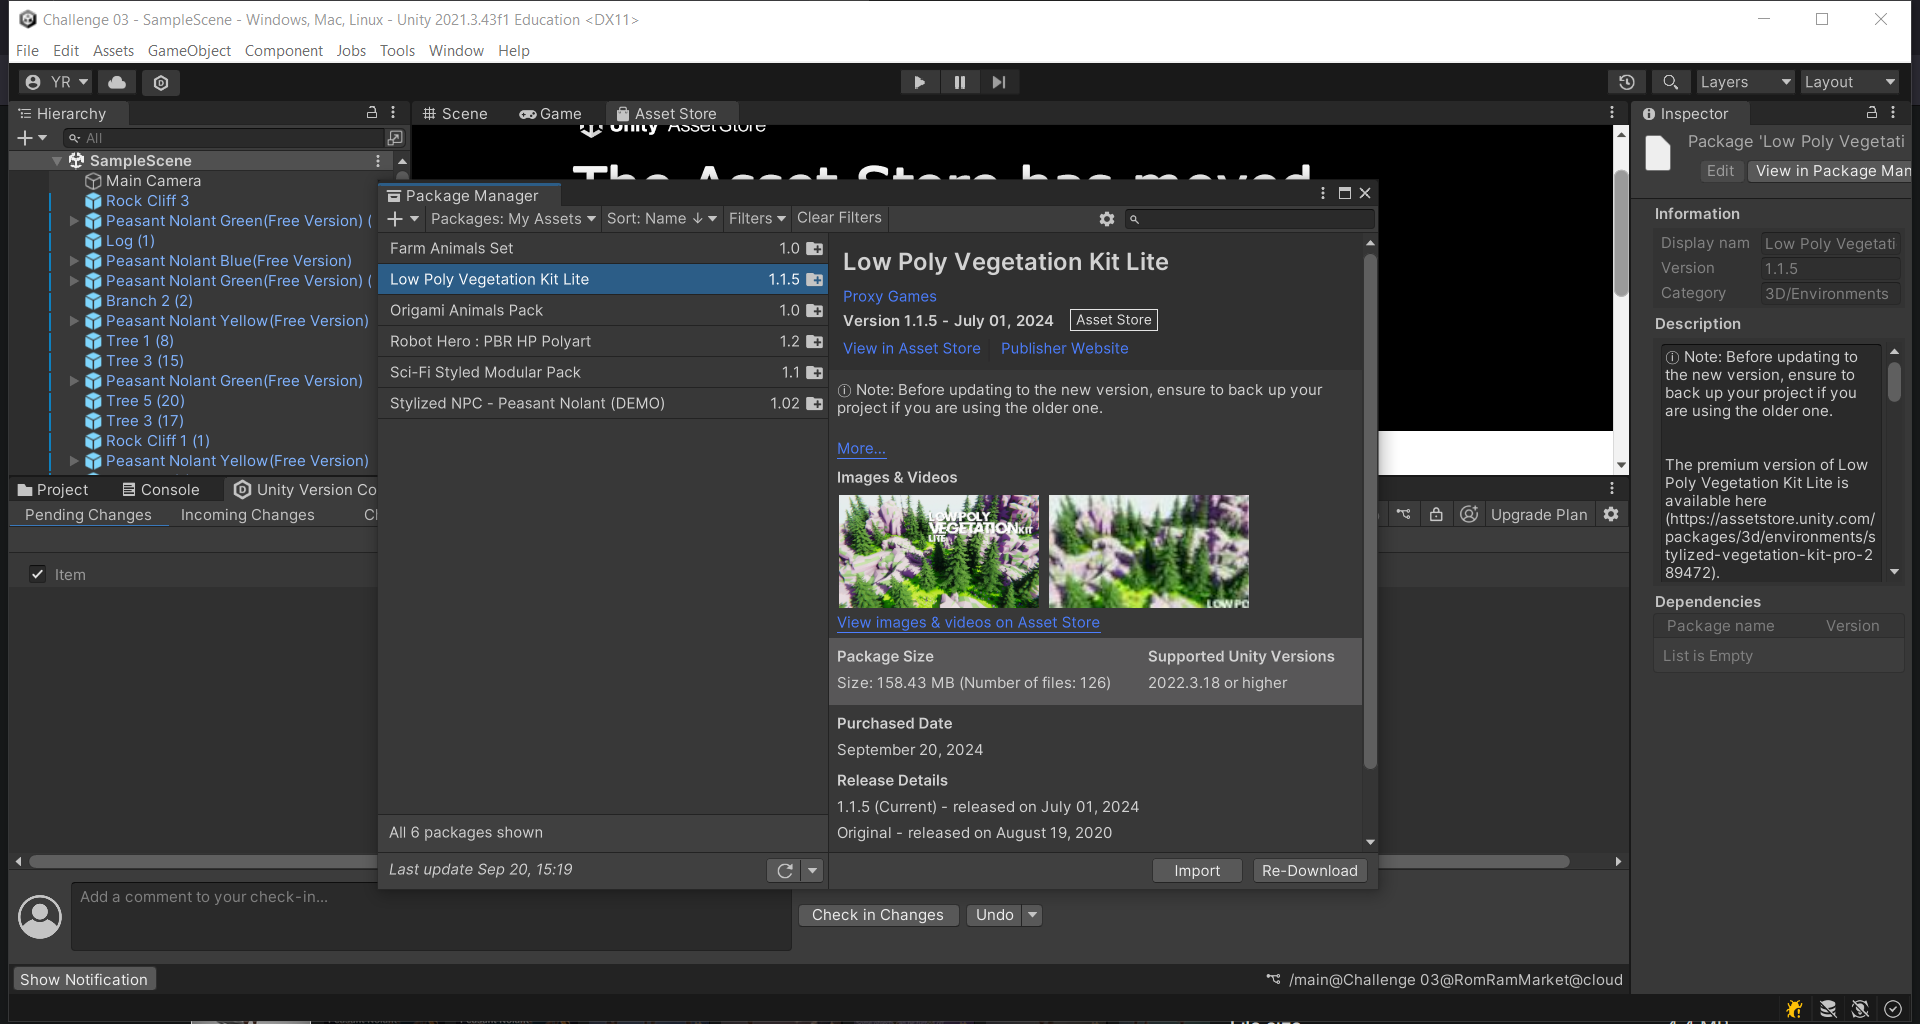 Challenge 03 - SampleScene - Windows, Mac, Linux - Unity 2021.3.43f1 Education <DX11>
File Edit Assets GameObject Component Jobs Tools Window Help
YR
Layers Layout
Hierarchy
Scene Game Asset Store
Inspector
All
Unity Asset Store
The Asset Store has moved
Package 'Low Poly Vegetati
Edit View in Package Man
SampleScene
Main Camera
Rock Cliff 3
Peasant Nolant Green(Free Version) (
Log (1)
Peasant Nolant Blue(Free Version)
Peasant Nolant Green(Free Version) (
Branch 2 (2)
Peasant Nolant Yellow(Free Version)
Tree 1 (8)
Tree 3 (15)
Peasant Nolant Green(Free Version)
Tree 5 (20)
Tree 3 (17)
Rock Cliff 1 (1)
Peasant Nolant Yellow(Free Version)
Package Manager
Packages: My Assets Sort: Name ↓ Filters Clear Filters
Farm Animals Set 1.0
Low Poly Vegetation Kit Lite 1.1.5
Origami Animals Pack 1.0
Robot Hero : PBR HP Polyart 1.2
Sci-Fi Styled Modular Pack 1.1
Stylized NPC - Peasant Nolant (DEMO) 1.02
All 6 packages shown
Last update Sep 20, 15:19
Low Poly Vegetation Kit Lite
Proxy Games
Version 1.1.5 - July 01, 2024 Asset Store
View in Asset Store Publisher Website
Note: Before updating to the new version, ensure to back up your
project if you are using the older one.
More...
Images & Videos
LOW POLY
VEGETATION KIT
LITE
LOW PO
View images & videos on Asset Store
Package Size Supported Unity Versions
Size: 158.43 MB (Number of files: 126) 2022.3.18 or higher
Purchased Date
September 20, 2024
Release Details
1.1.5 (Current) - released on July 01, 2024
Original - released on August 19, 2020
Import Re-Download
Information
Display nam Low Poly Vegetati
Version 1.1.5
Category 3D/Environments
Description
Note: Before updating to
the new version, ensure to
back up your project if you
are using the older one.
The premium version of Low
Poly Vegetation Kit Lite is
available here
(https://assetstore.unity.com/
packages/3d/environments/s
tylized-vegetation-kit-pro-2
89472).
Dependencies
Package name Version
List is Empty
Project Console Unity Version Co
Pending Changes Incoming Changes
Upgrade Plan
Item
Add a comment to your check-in...
Check in Changes Undo
Show Notification
/main@Challenge 03@RomRamMarket@cloud